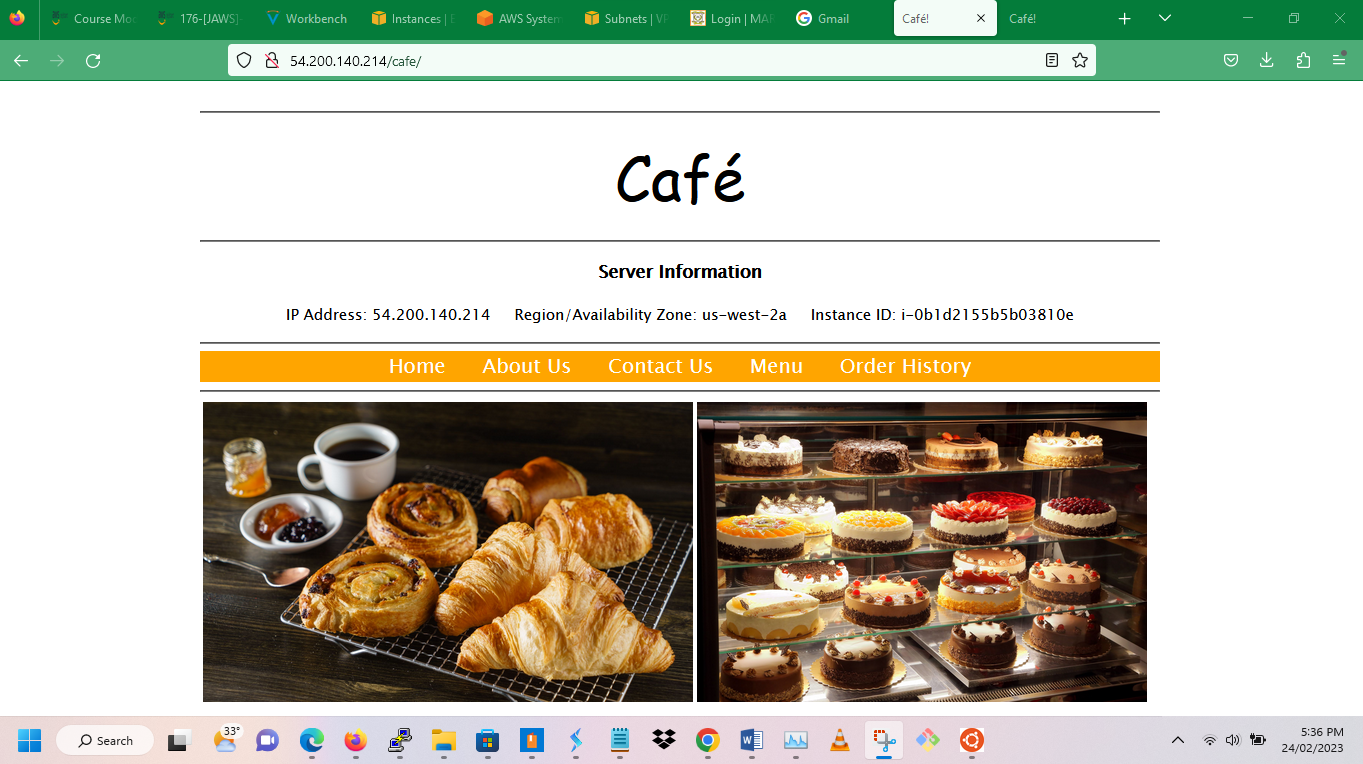 Course Mod
176-[JAWS]-
Workbench
Instances | E
AWS System
Subnets | VP
Login | MAF
Gmail
Café!
Café!
54.200.140.214/cafe/
Café
Server Information
IP Address: 54.200.140.214 Region/Availability Zone: us-west-2a Instance ID: i-0b1d2155b5b03810e
Home About Us Contact Us Menu Order History
33°
Search
5:36 PM
24/02/2023